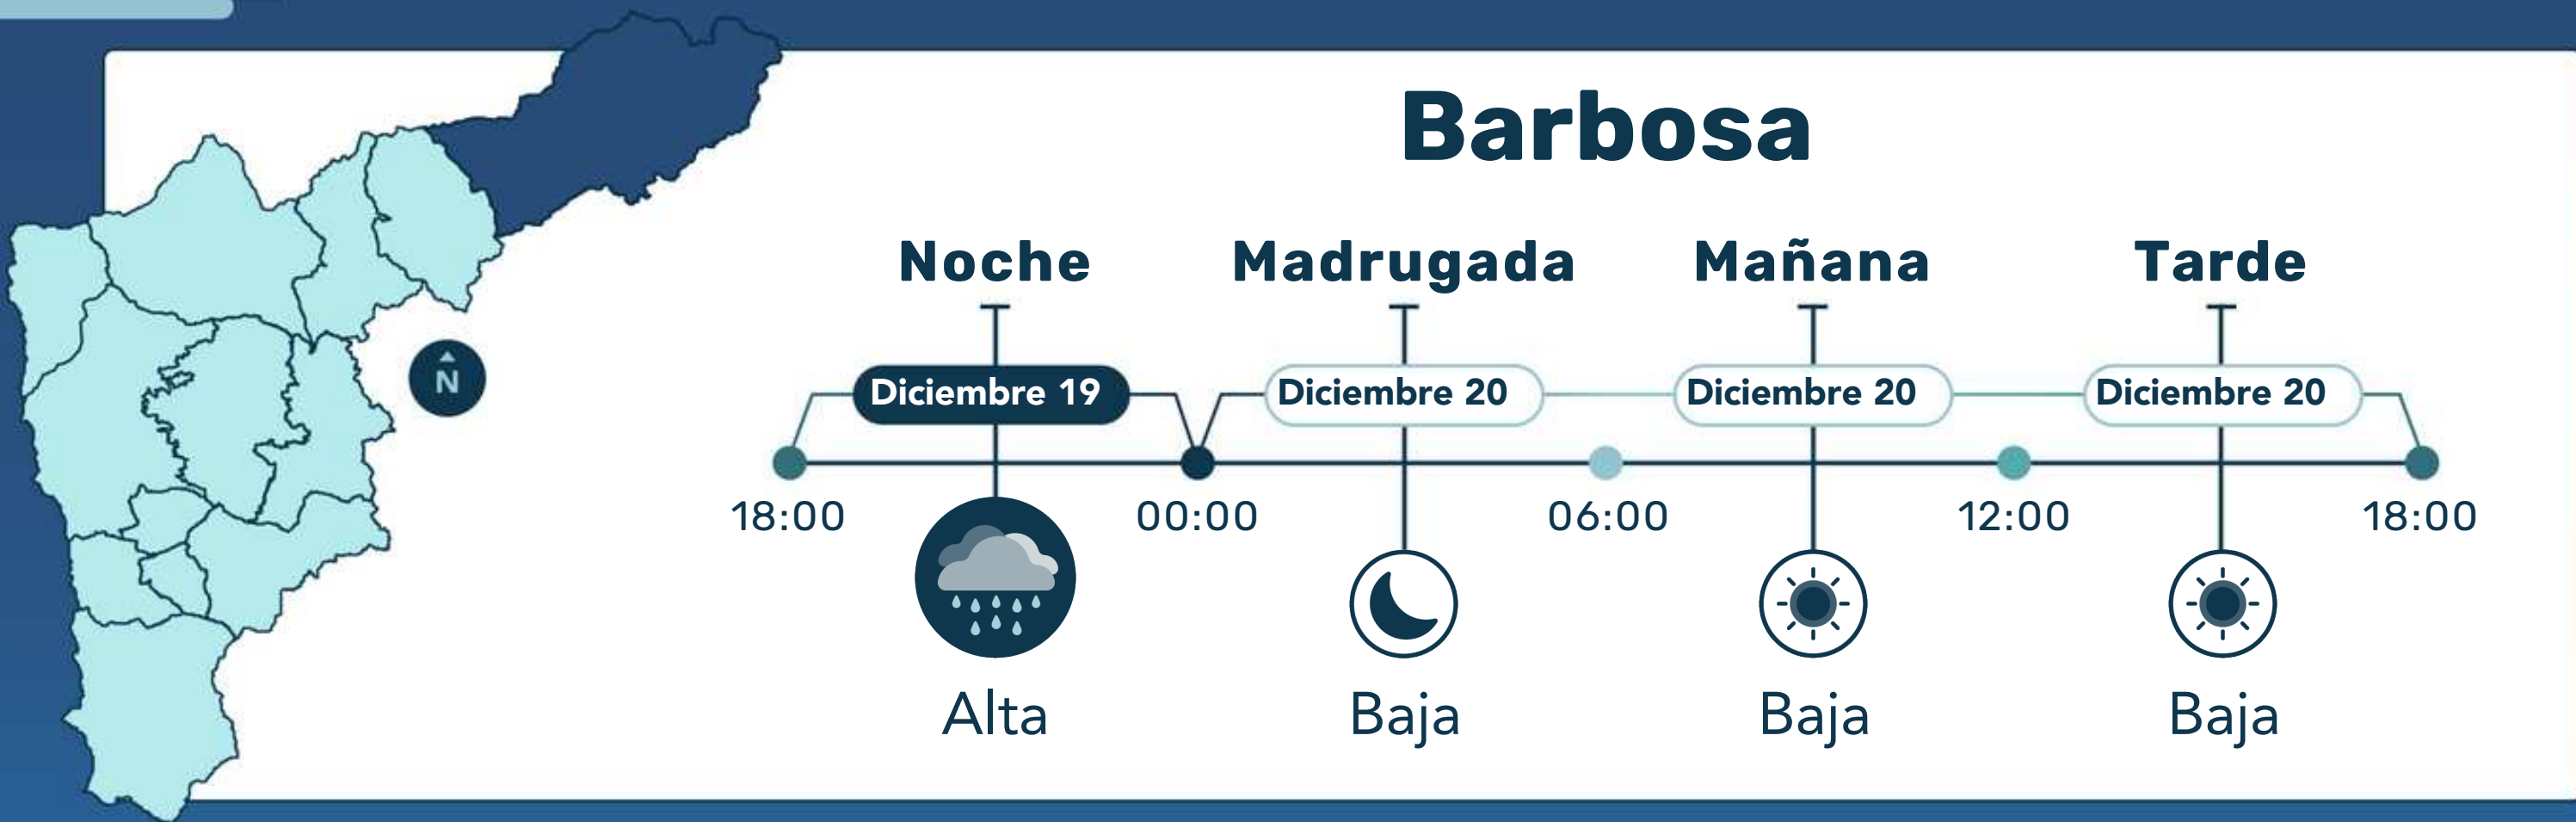 Barbosa
Noche Madrugada Mañana Tarde
Diciembre 19 Diciembre 20 Diciembre 20 Diciembre 20
N
18:00 00:00 06:00 12:00 18:00
Alta Baja Baja Baja